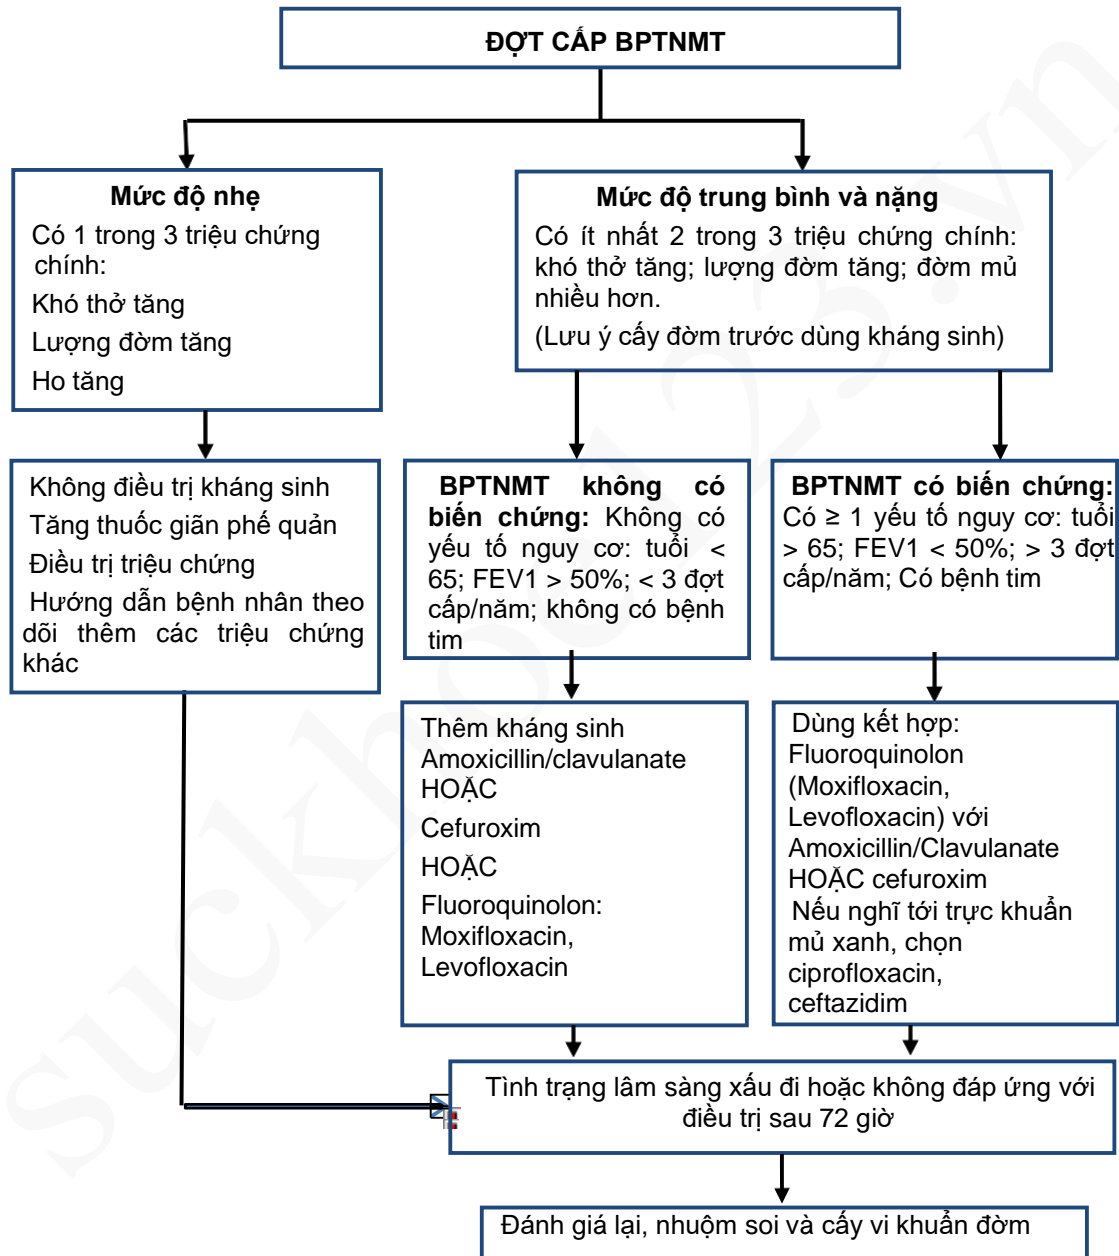 ĐỢT CẤP BPTNMT
Mức độ nhẹ
Có 1 trong 3 triệu chứng
chính:
Khó thở tăng
Lượng đờm tăng
Ho tăng
Mức độ trung bình và nặng
Có ít nhất 2 trong 3 triệu chứng chính:
khó thở tăng; lượng đờm tăng; đờm mủ
nhiều hơn.
(Lưu ý cấy đờm trước dùng kháng sinh)
Không điều trị kháng sinh
Tăng thuốc giãn phế quản
Điều trị triệu chứng
Hướng dẫn bệnh nhân theo
dõi thêm các triệu chứng
khác
BPTNMT không có
biến chứng: Không có
yếu tố nguy cơ: tuổi <
65; FEV1 > 50%; < 3 đợt
cấp/năm; không có bệnh
tim
BPTNMT có biến chứng:
Có ≥ 1 yếu tố nguy cơ: tuổi
> 65; FEV1 < 50%; > 3 đợt
cấp/năm; Có bệnh tim
Thêm kháng sinh
Amoxicillin/clavulanate
HOẶC
Cefuroxim
HOẶC
Fluoroquinolon:
Moxifloxacin,
Levofloxacin
Dùng kết hợp:
Fluoroquinolon
(Moxifloxacin,
Levofloxacin) với
Amoxicillin/Clavulanate
HOẶC cefuroxim
Nếu nghĩ tới trực khuẩn
mủ xanh, chọn
ciprofloxacin,
ceftazidim
Tình trạng lâm sàng xấu đi hoặc không đáp ứng với
điều trị sau 72 giờ
Đánh giá lại, nhuộm soi và cấy vi khuẩn đờm
suckhoe123.vn